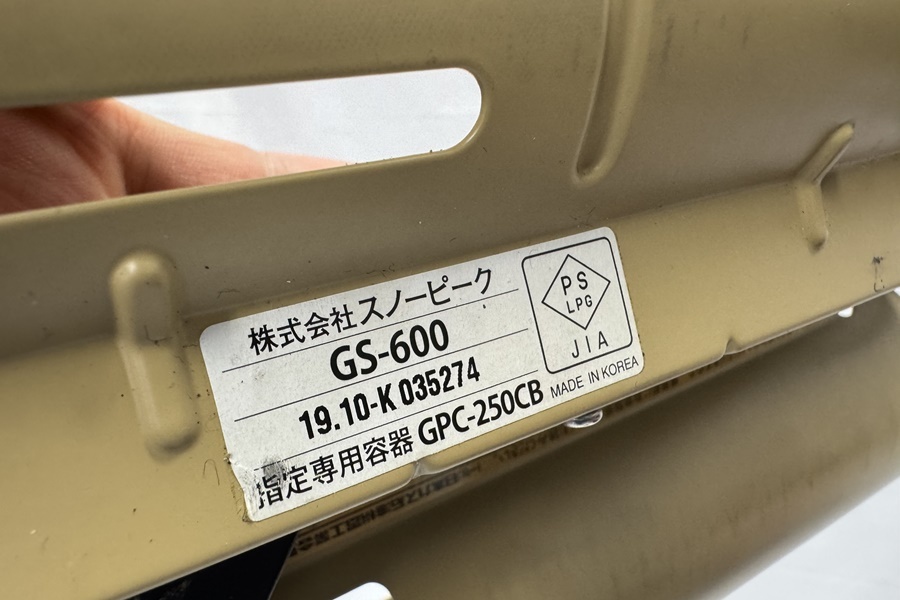 株式会社スノーピーク
GS-600
19.10-K 035274
指定専用容器 GPC-250CB
PS
LPG
JIA
MADE IN KOREA